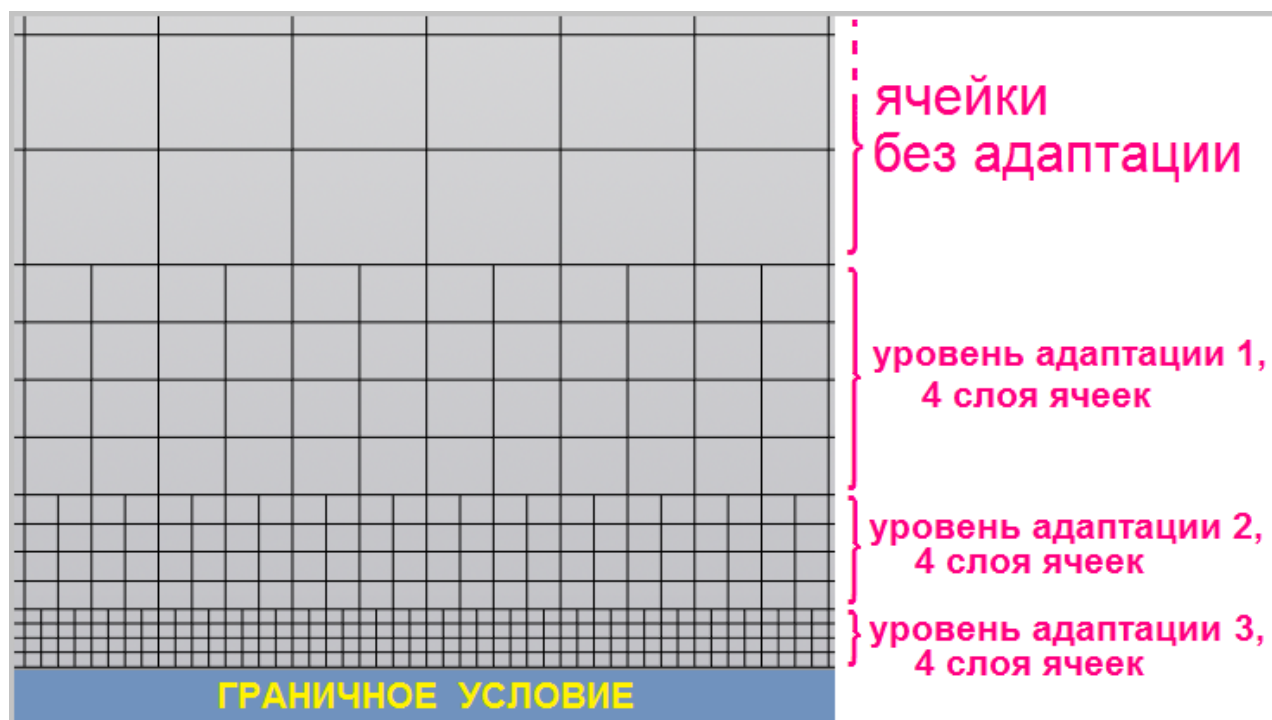 ячейки
без адаптации
уровень адаптации 1,
4 слоя ячеек
уровень адаптации 2,
4 слоя ячеек
уровень адаптации 3,
4 слоя ячеек
ГРАНИЧНОЕ УСЛОВИЕ